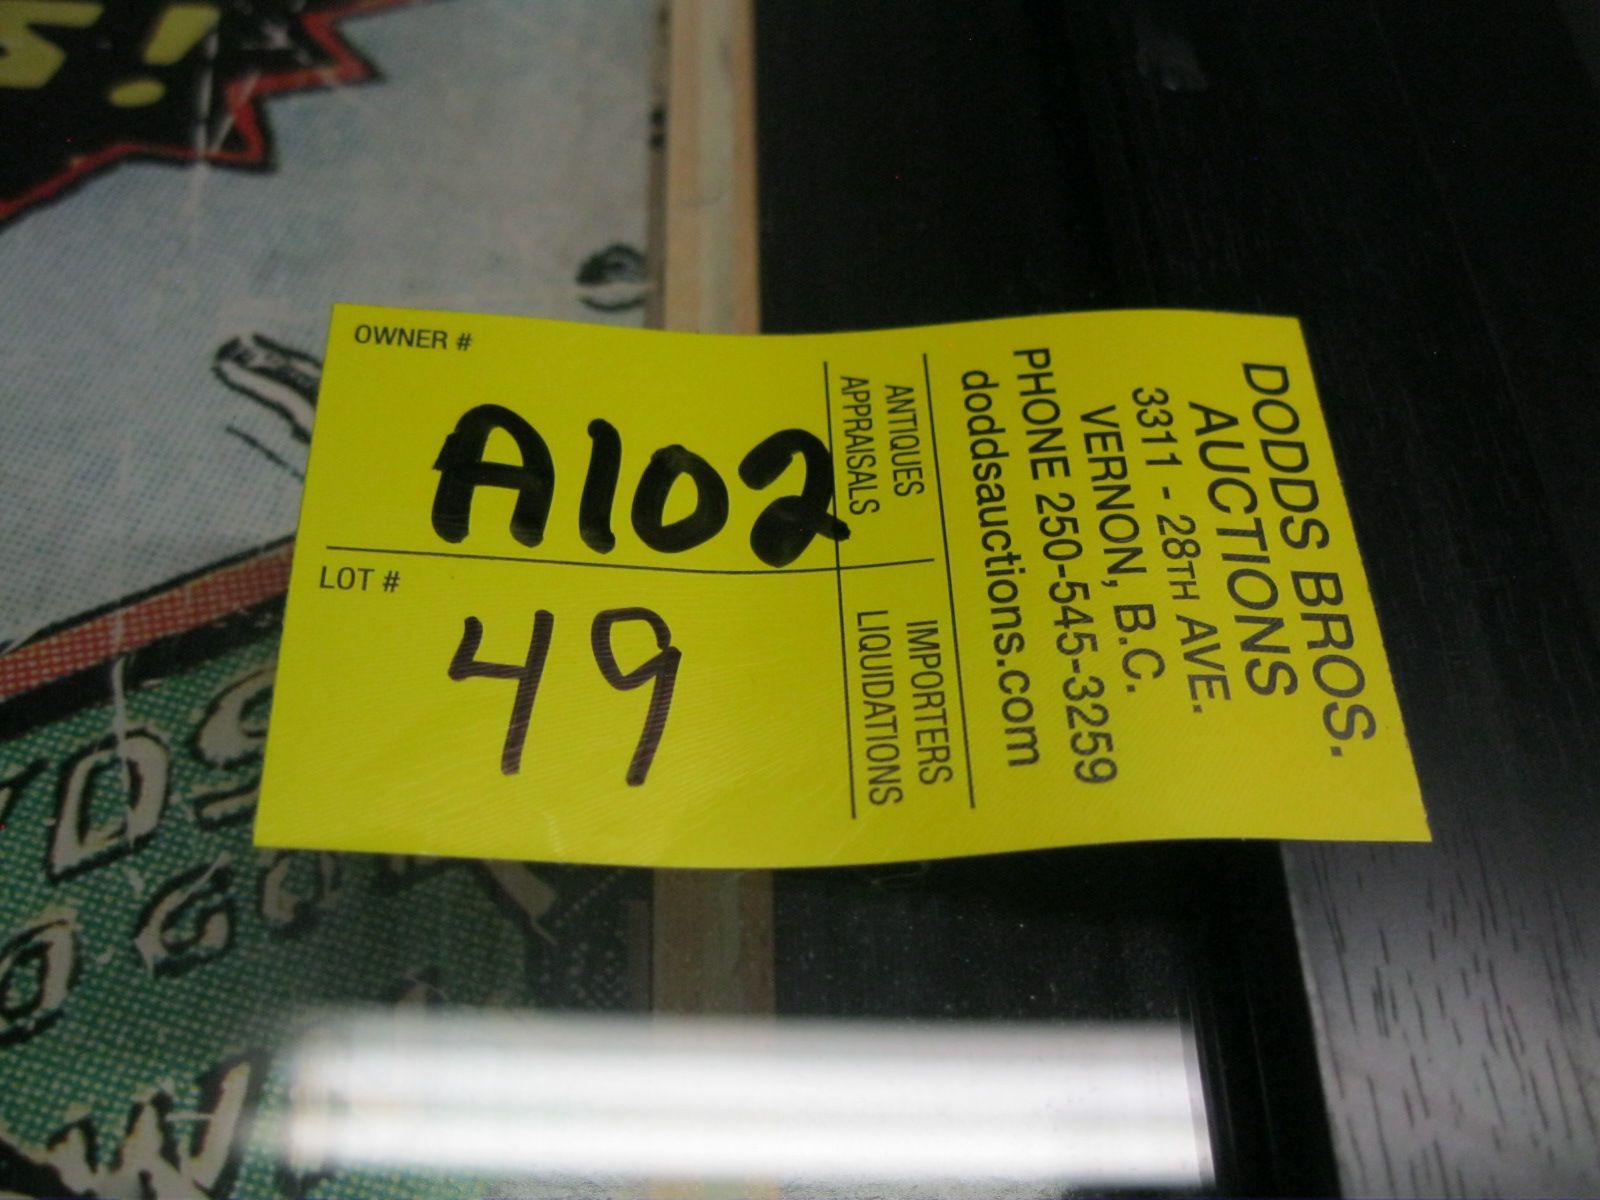 S!
OWNER #
A102
LOT #
49
ANTIQUES
APPRAISALS
IMPORTERS
LIQUIDATIONS
DODDS BROS.
AUCTIONS
3311 - 28TH AVE.
VERNON, B.C.
PHONE 250-545-3259
doddsauctions.com